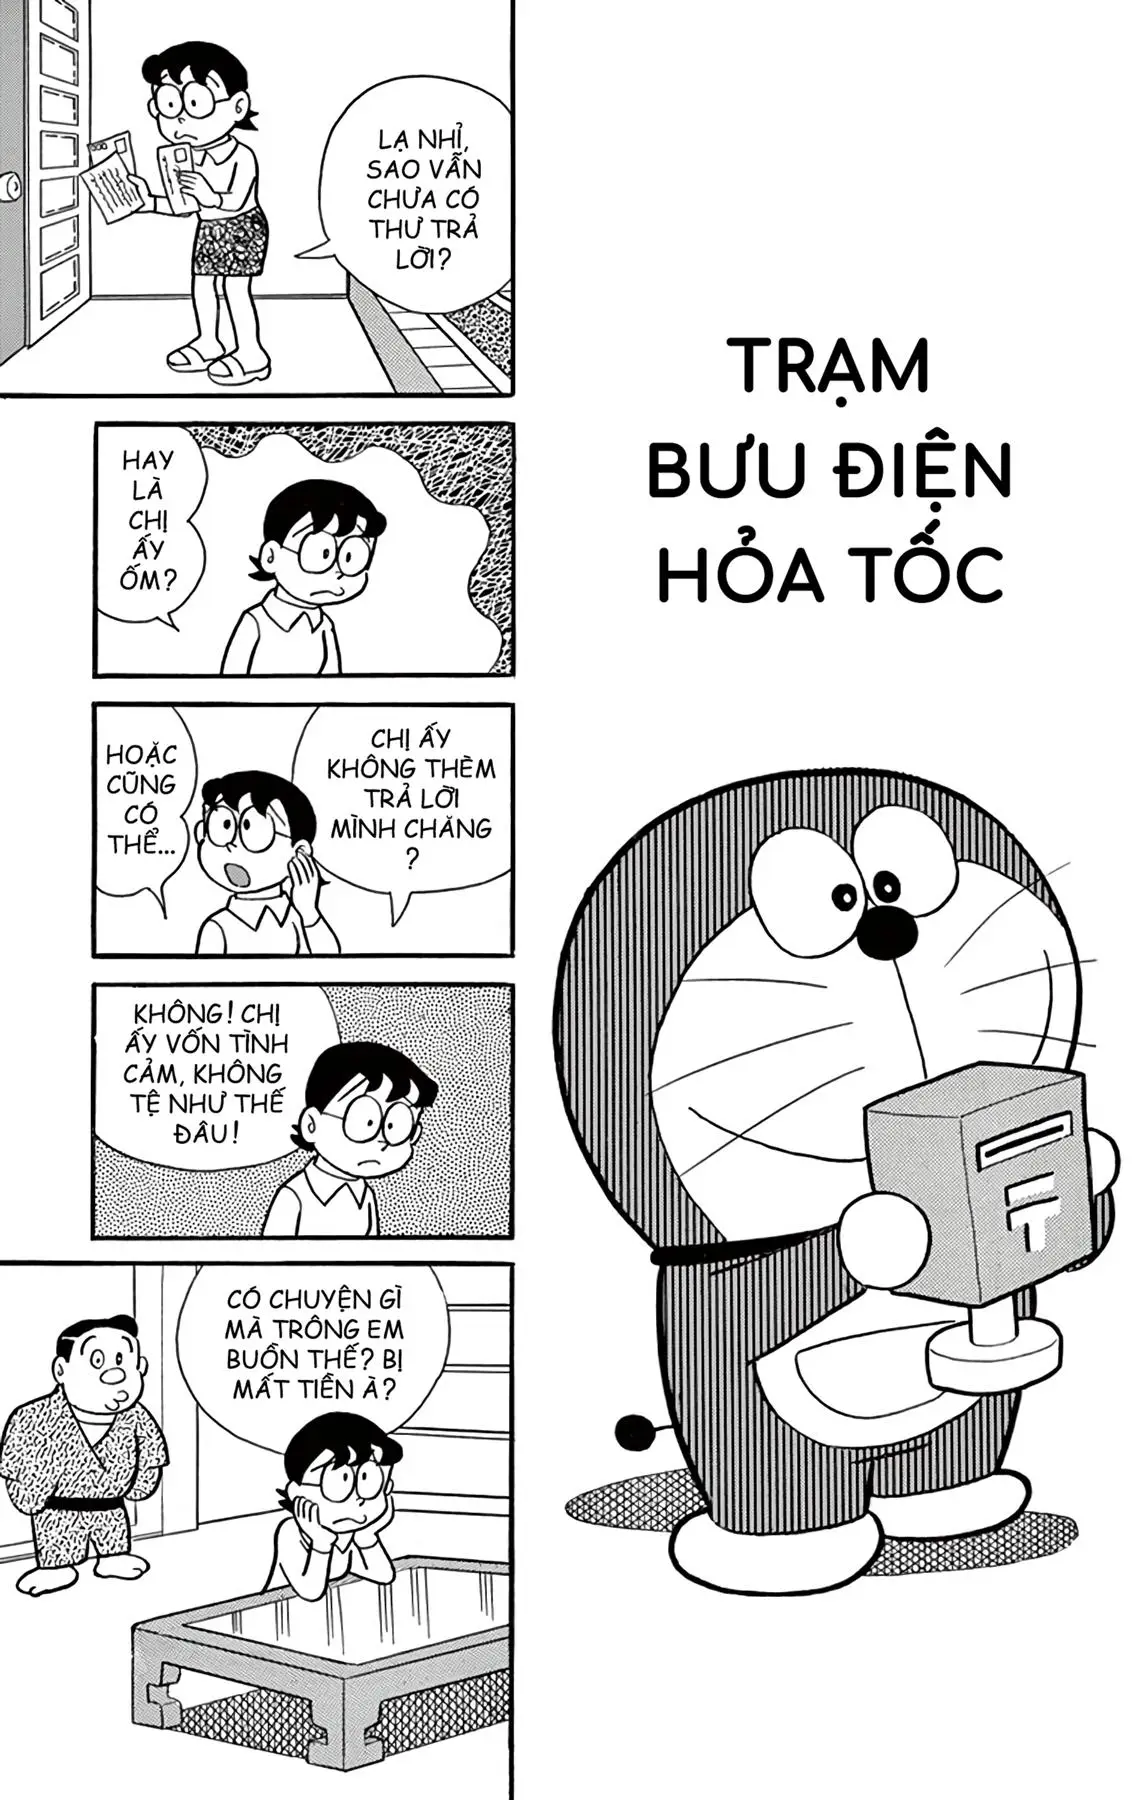 TRẠM
BƯU ĐIỆN
HỎA TỐC
LẠ NHỈ,
SAO VẪN
CHƯA CÓ
THƯ TRẢ
LỜI?
HAY
LÀ
CHỊ
ẤY
ỐM?
HOẶC
CŨNG
CÓ
THỂ...
CHỊ ẤY
KHÔNG THÈM
TRẢ LỜI
MÌNH CHĂNG
?
KHÔNG! CHỊ
ẤY VỐN TÌNH
CẢM, KHÔNG
TỆ NHƯ THẾ
ĐÂU!
CÓ CHUYỆN GÌ
MÀ TRÔNG EM
BUỒN THẾ? BỊ
MẤT TIỀN À?